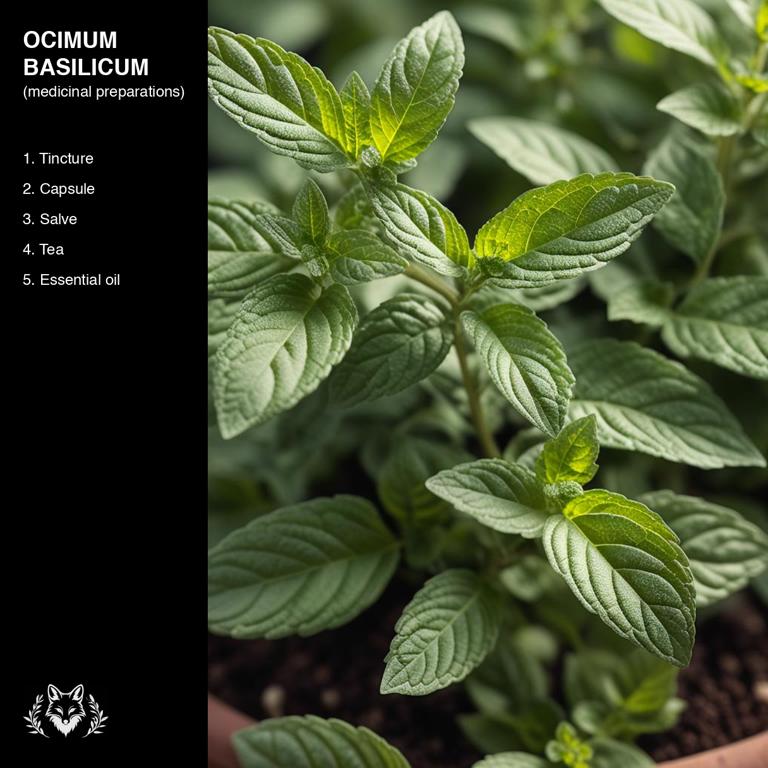 OCIMUM
BASILICUM
(medicinal preparations)
1. Tincture
2. Capsule
3. Salve
4. Tea
5. Essential oil